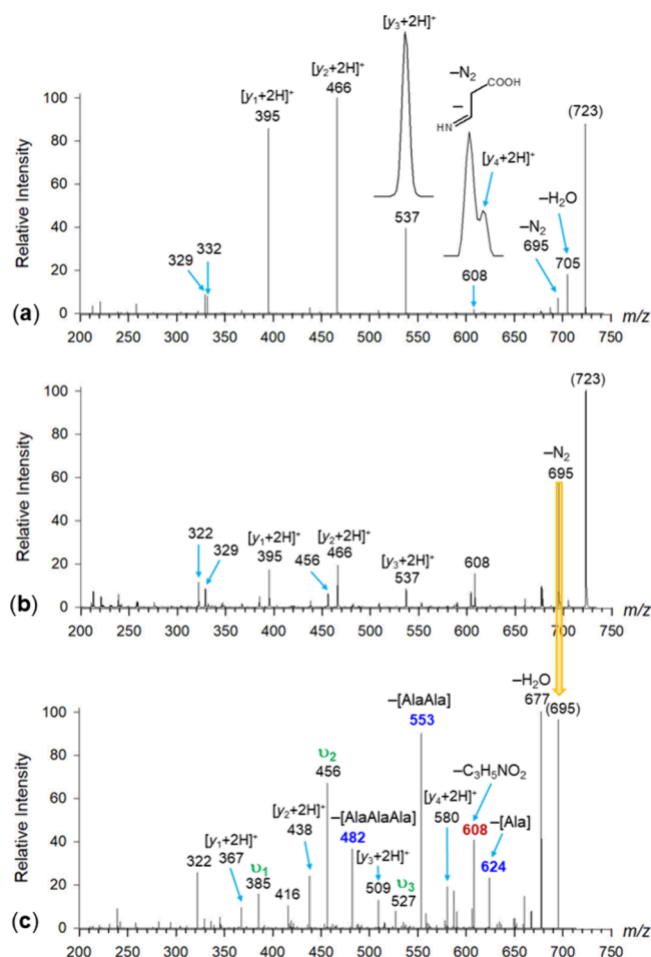 [y₃+2H]⁺
–N₂
COOH
[y₂+2H]⁺
466
[y₁+2H]⁺
395
–
HN
(723)
[y₄+2H]⁺
–H₂O
537
–N₂
695
705
332
329
608
Relative Intensity
100
80
60
40
20
0
(a)
200 250 300 350 400 450 500 550 600 650 700 750
m/z
(723)
–N₂
695
[y₁+2H]⁺
395
[y₂+2H]⁺
466
322
329
456
[y₃+2H]⁺
537
608
Relative Intensity
100
80
60
40
20
0
(b)
200 250 300 350 400 450 500 550 600 650 700 750
m/z
–H₂O
677
(695)
–[AlaAla]
553
υ₂
456
–C₃H₅NO₂
608
[y₂+2H]⁺
438
–[AlaAlaAla]
482
[y₄+2H]⁺
580
–[Ala]
624
[y₁+2H]⁺
367
[y₃+2H]⁺
509
322
υ₁
385
416
υ₃
527
Relative Intensity
100
80
60
40
20
0
(c)
200 250 300 350 400 450 500 550 600 650 700 750
m/z